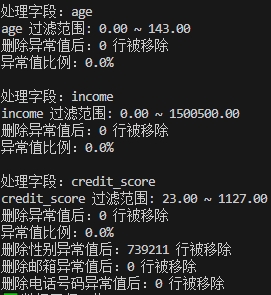 处理字段: age
age 过滤范围: 0.00 ~ 143.00
删除异常值后: 0 行被移除
异常值比例: 0.0%

处理字段: income
income 过滤范围: 0.00 ~ 1500500.00
删除异常值后: 0 行被移除
异常值比例: 0.0%

处理字段: credit_score
credit_score 过滤范围: 23.00 ~ 1127.00
删除异常值后: 0 行被移除
异常值比例: 0.0%
删除性别异常值后: 739211 行被移除
删除邮箱异常值后: 0 行被移除
删除电话号码异常值后: 0 行被移除